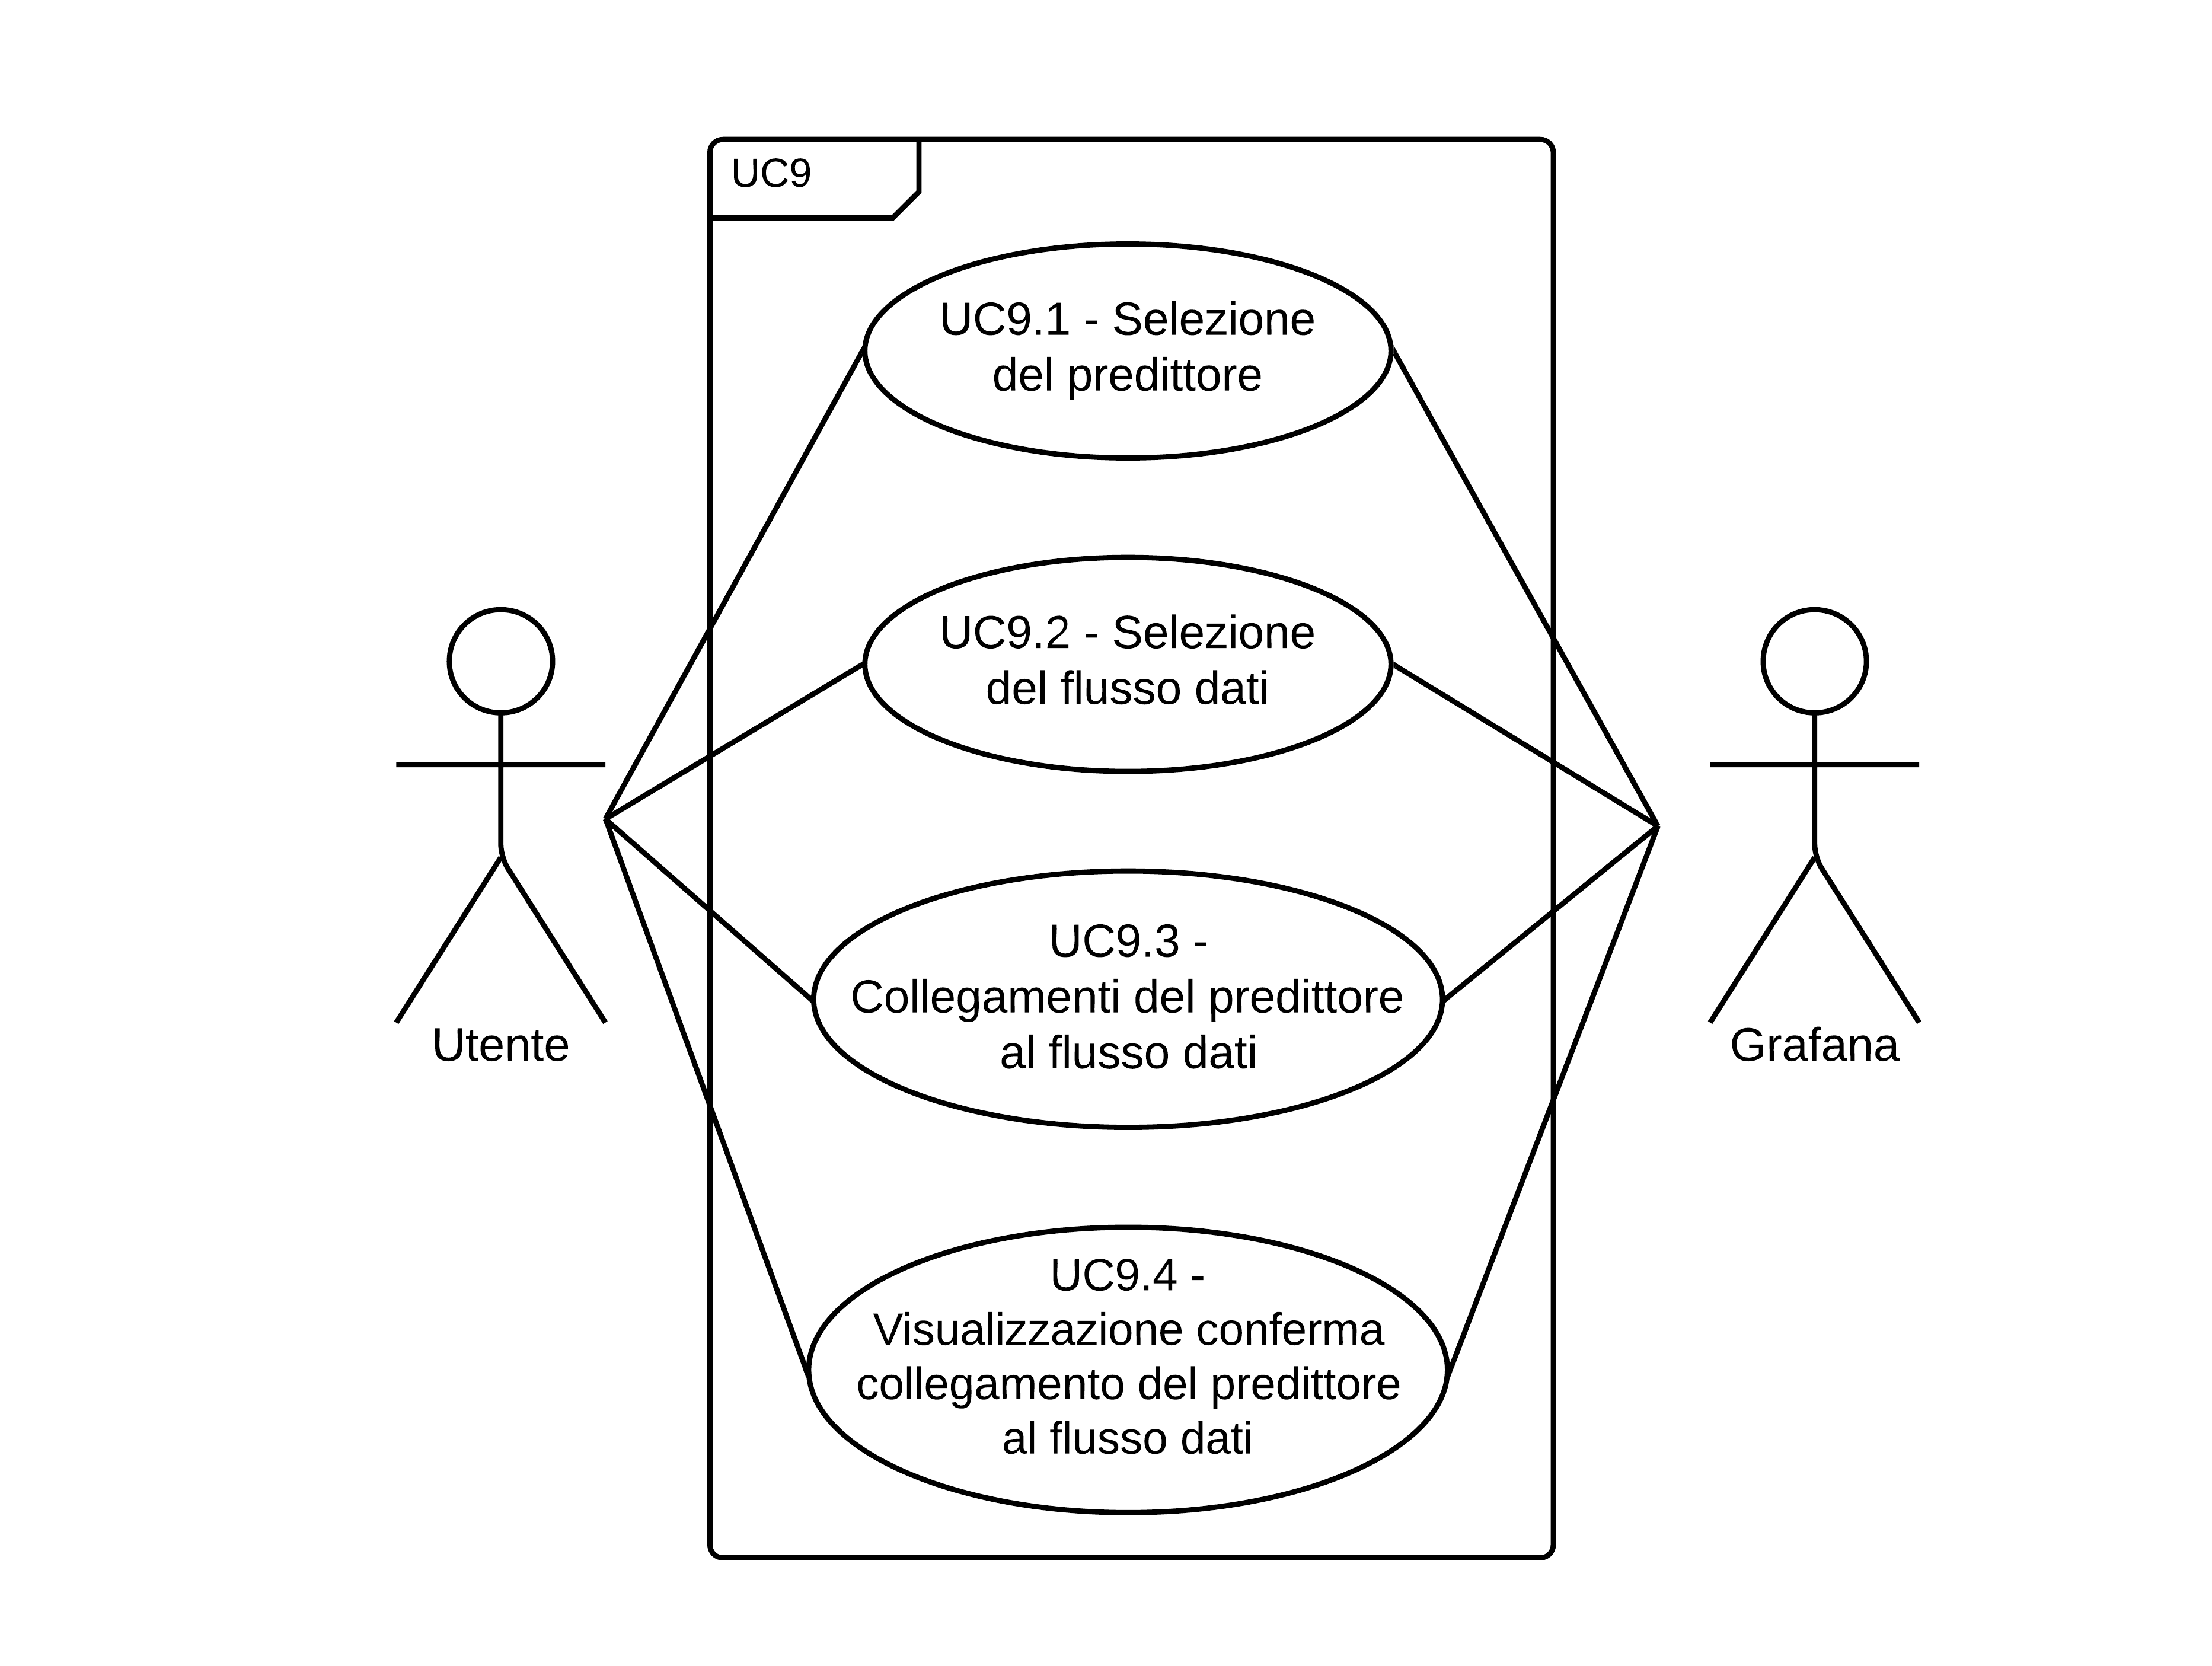 UC9
UC9.1 - Selezione
del predittore
UC9.2 - Selezione
del flusso dati
UC9.3 -
Collegamenti del predittore
al flusso dati
Utente
Grafana
UC9.4 -
Visualizzazione conferma
collegamento del predittore
al flusso dati